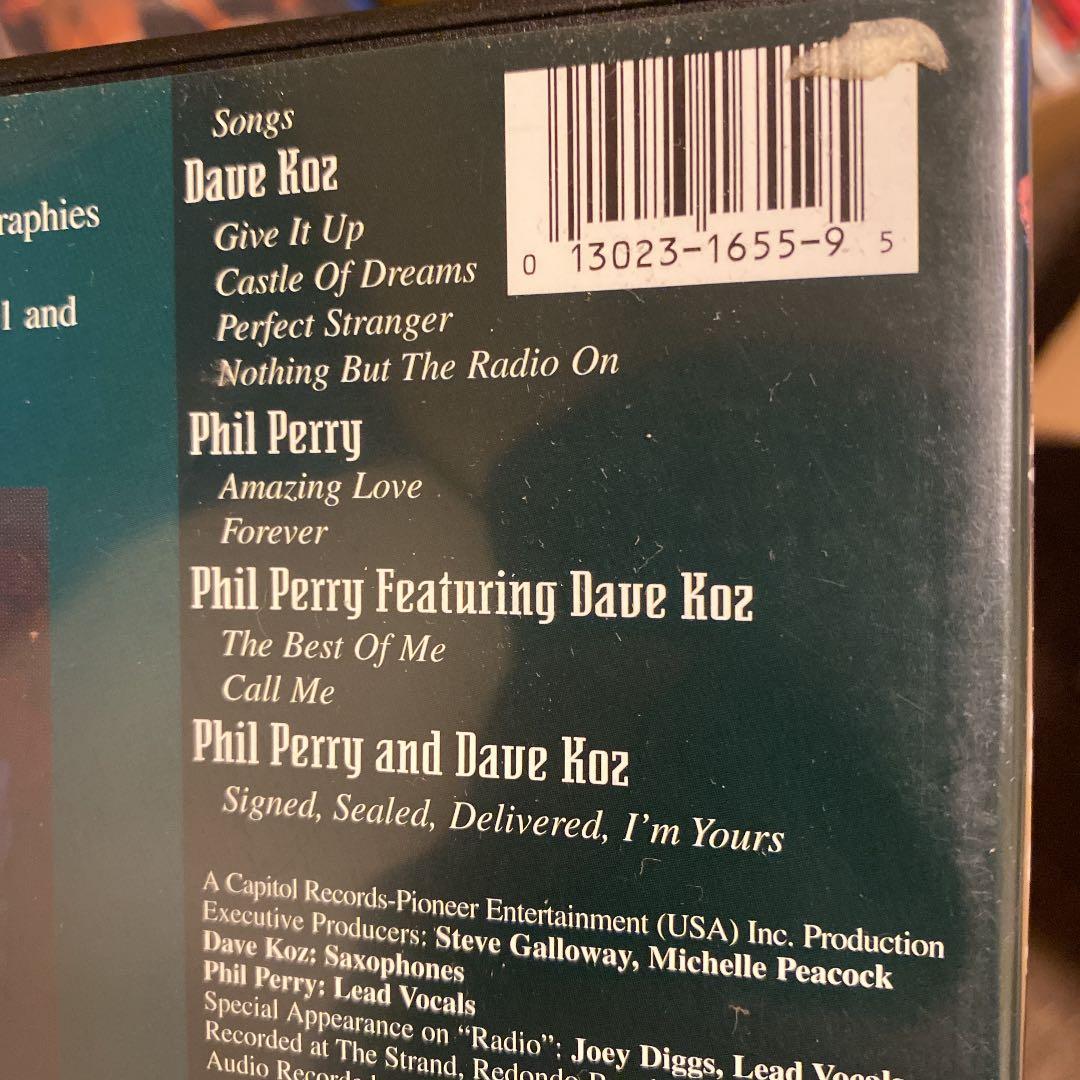 raphies
l and
Songs
Dave Koz
Give It Up
Castle Of Dreams
Perfect Stranger
Nothing But The Radio On
Phil Perry
Amazing Love
Forever
Phil Perry Featuring Dave Koz
The Best Of Me
Call Me
Phil Perry and Dave Koz
Signed, Sealed, Delivered, I'm Yours
0 13023-1655-9 5
A Capitol Records-Pioneer Entertainment (USA) Inc. Production
Executive Producers: Steve Galloway, Michelle Peacock
Dave Koz: Saxophones
Phil Perry: Lead Vocals
Special Appearance on "Radio": Joey Diggs, Lead Vocals
Recorded at The Strand, Redondo
Audio